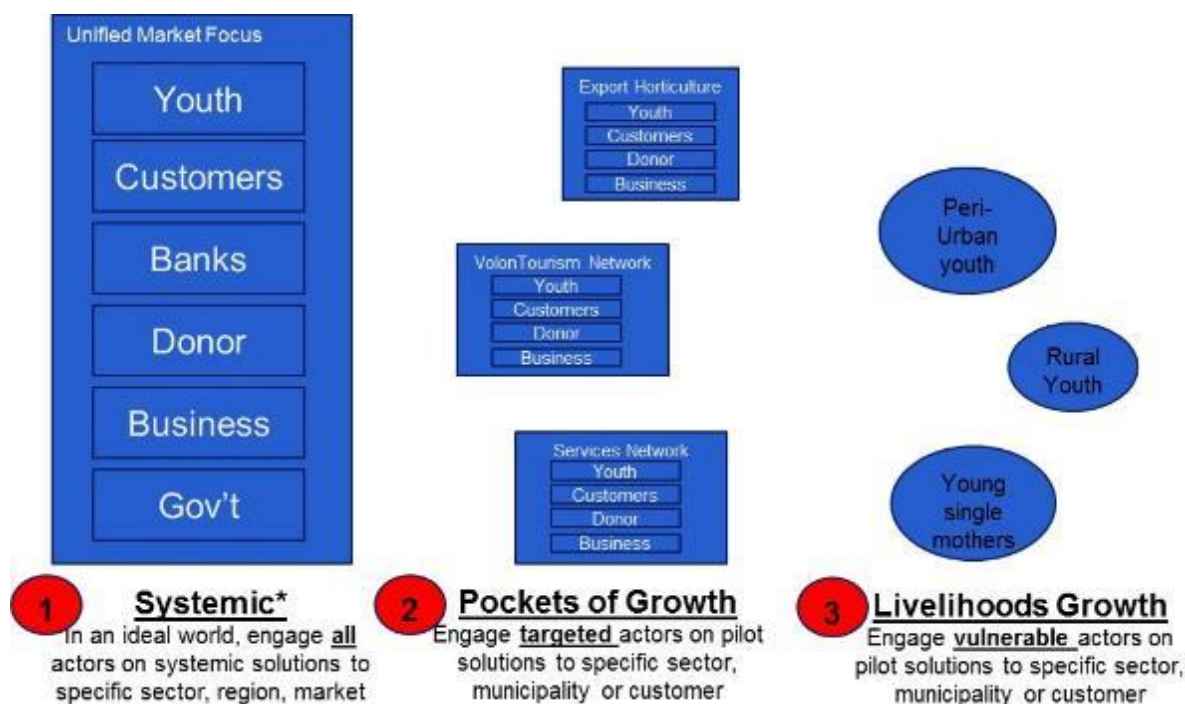 Unified Market Focus
Youth
Customers
Banks
Donor
Business
Gov't
Export Horticulture
Youth
Customers
Donor
Business
VolonTourism Network
Youth
Customers
Donor
Business
Services Network
Youth
Customers
Donor
Business
Peri-
Urban
youth
Rural
Youth
Young
single
mothers
1
Systemic*
In an ideal world, engage all
actors on systemic solutions to
specific sector, region, market
2
Pockets of Growth
Engage targeted actors on pilot
solutions to specific sector,
municipality or customer
3
Livelihoods Growth
Engage vulnerable actors on
pilot solutions to specific sector,
municipality or customer